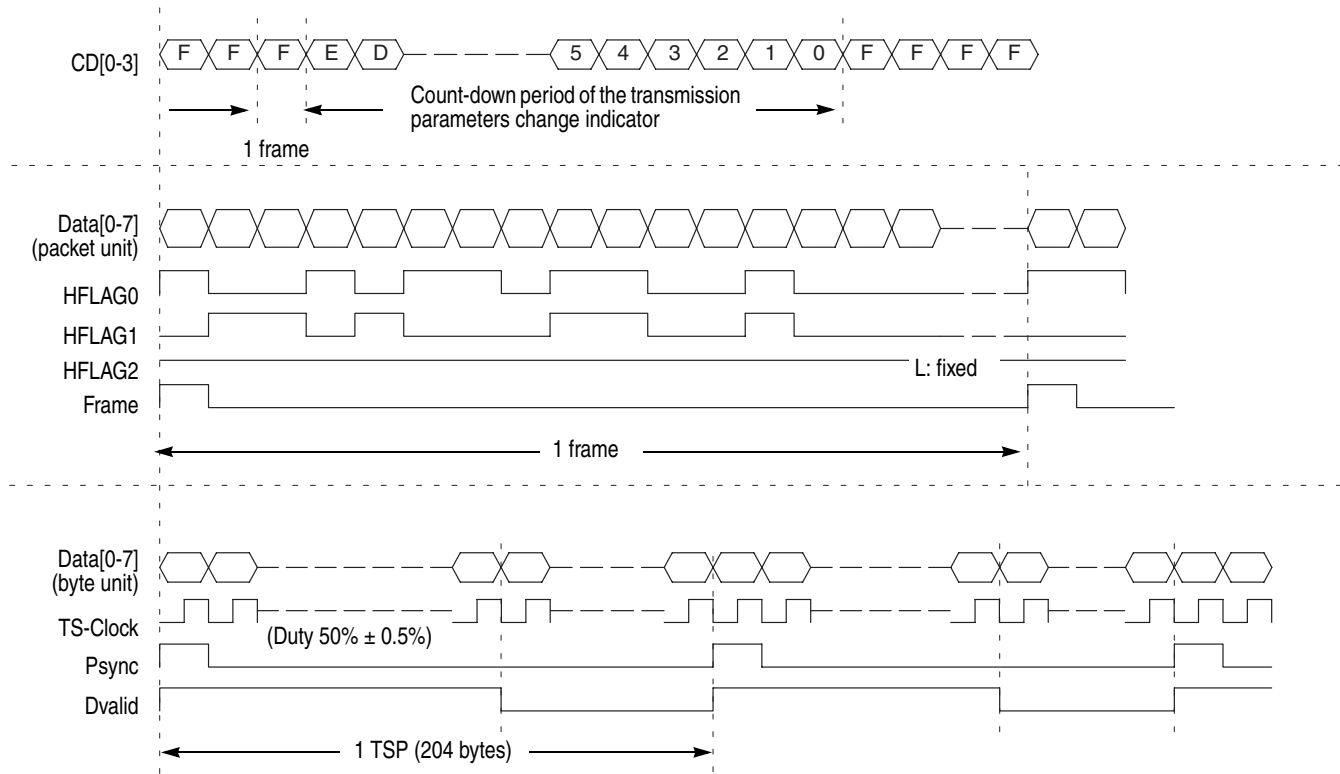 CD[0-3] F F F E D 5 4 3 2 1 0 F F F F
Count-down period of the transmission
parameters change indicator
1 frame
Data[0-7]
(packet unit)
HFLAG0
HFLAG1
HFLAG2
L: fixed
Frame
1 frame
Data[0-7]
(byte unit)
TS-Clock
(Duty 50% ± 0.5%)
Psync
Dvalid
1 TSP (204 bytes)